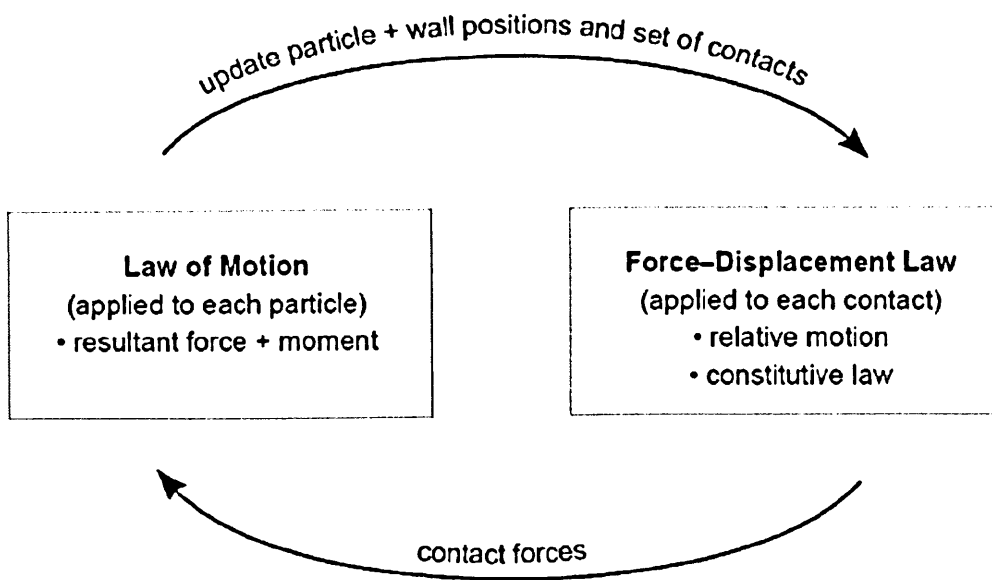 update particle + wall positions and set of contacts
Law of Motion
(applied to each particle)
• resultant force + moment
Force–Displacement Law
(applied to each contact)
• relative motion
• constitutive law
contact forces